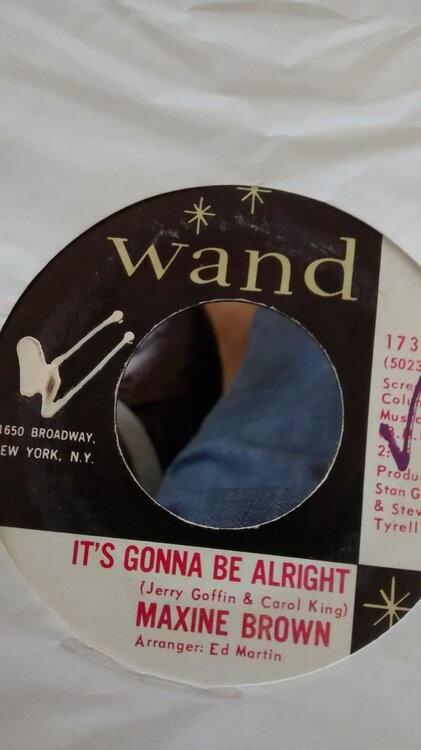 wand
1650 BROADWAY,
EW YORK, N.Y.
173
(5023
Scre
Colu
Music
B.M.
2:
Produ
Stan G
& Stev
Tyrell
IT'S GONNA BE ALRIGHT
(Jerry Goffin & Carol King)
MAXINE BROWN
Arranger: Ed Martin